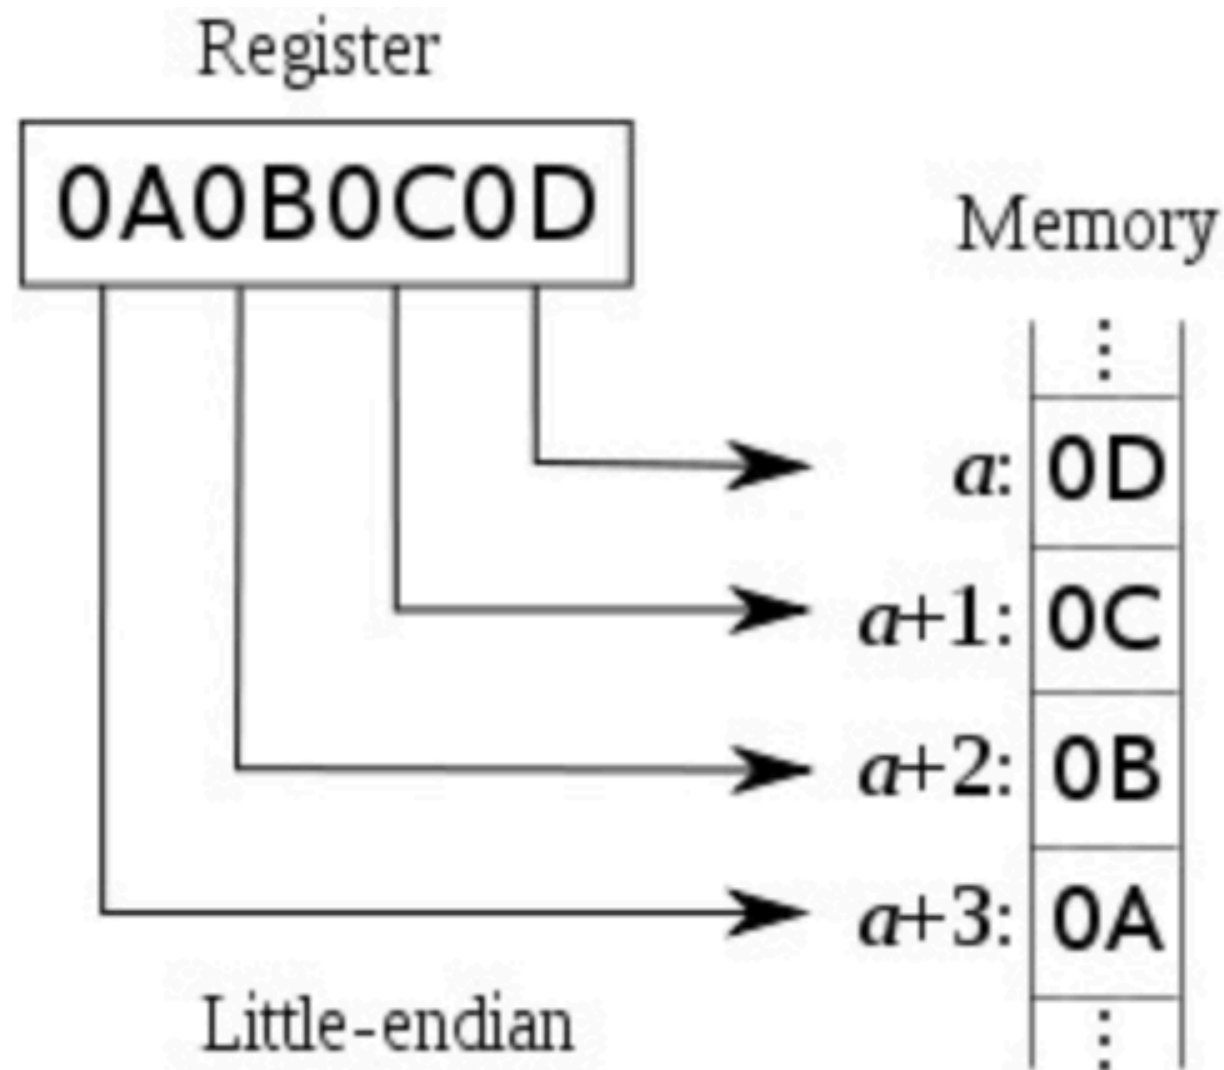 Register
0A0B0C0D
Memory
a: 0D
a+1: 0C
a+2: 0B
a+3: 0A
Little-endian